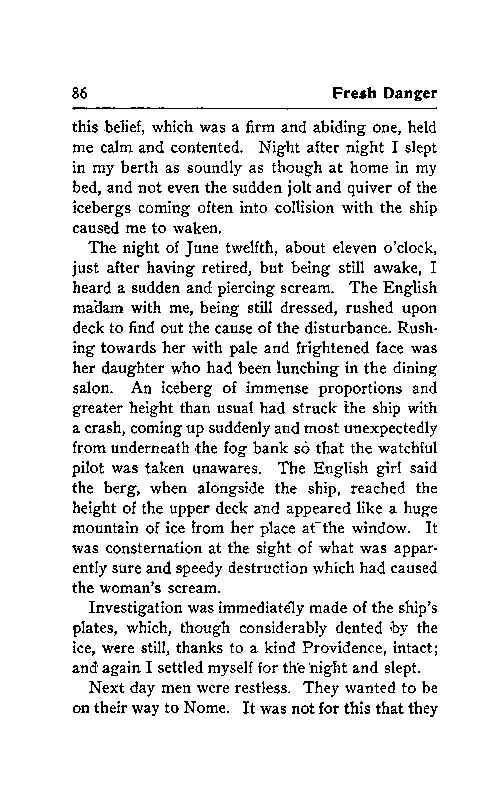 86 Fresh Danger
this belief, which was a firm and abiding one, held
me calm and contented. Night after night I slept
in my berth as soundly as though at home in my
bed, and not even the sudden jolt and quiver of the
icebergs coming often into collision with the ship
caused me to waken.
The night of June twelfth, about eleven o'clock,
just after having retired, but being still awake, I
heard a sudden and piercing scream. The English
madam with me, being still dressed, rushed upon
deck to find out the cause of the disturbance. Rush-
ing towards her with pale and frightened face was
her daughter who had been lunching in the dining
salon. An iceberg of immense proportions and
greater height than usual had struck the ship with
a crash, coming up suddenly and most unexpectedly
from underneath the fog bank so that the watchful
pilot was taken unawares. The English girl said
the berg, when alongside the ship, reached the
height of the upper deck and appeared like a huge
mountain of ice from her place at the window. It
was consternation at the sight of what was appar-
ently sure and speedy destruction which had caused
the woman's scream.
Investigation was immediately made of the ship's
plates, which, though considerably dented by the
ice, were still, thanks to a kind Providence, intact;
and again I settled myself for the night and slept.
Next day men were restless. They wanted to be
on their way to Nome. It was not for this that they